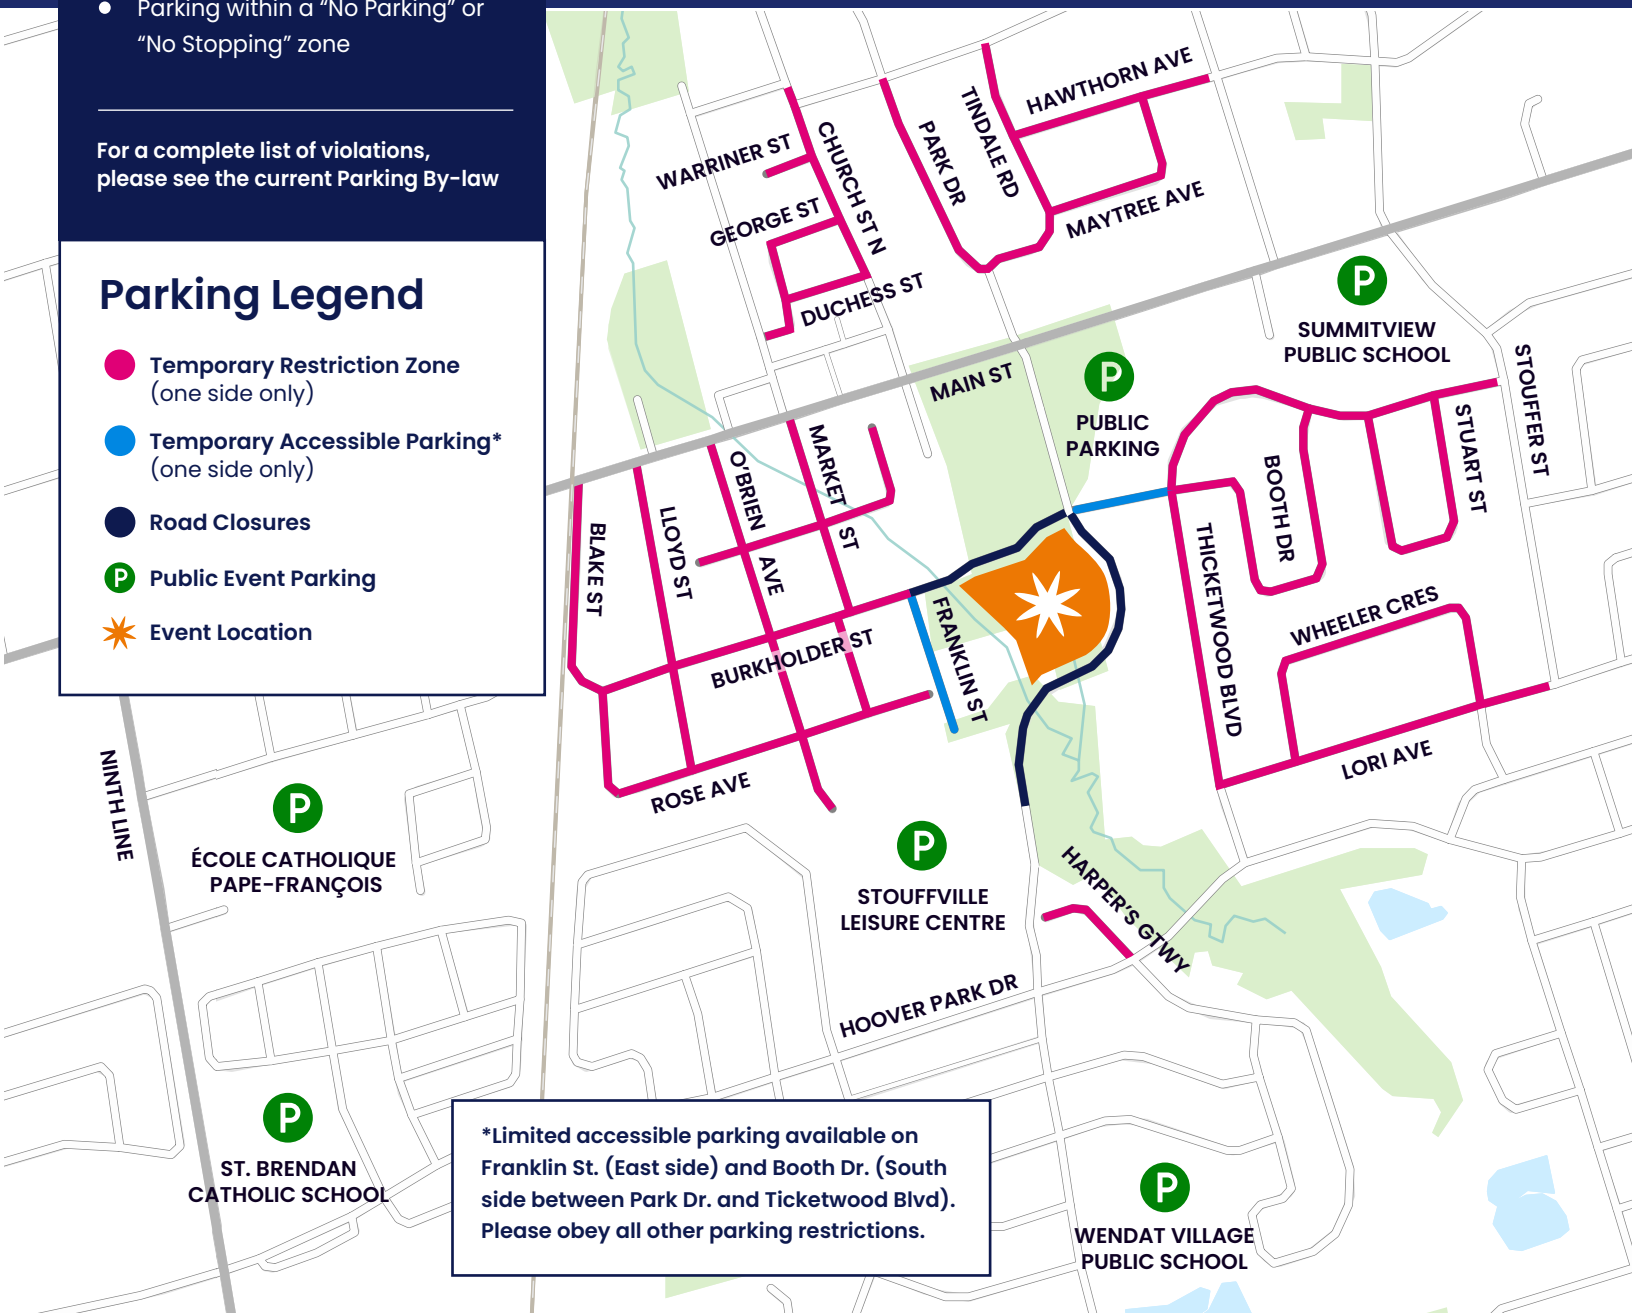 Parking within a “No Parking” or
“No Stopping” zone
For a complete list of violations,
please see the current Parking By-law
Parking Legend
Temporary Restriction Zone
(one side only)
Temporary Accessible Parking*
(one side only)
Road Closures
P Public Event Parking
Event Location
WARRINER ST
CHURCH ST N
GEORGE ST
DUCHESS ST
PARK DR
TINDALE RD
HAWTHORN AVE
MAYTREE AVE
MAIN ST
P
PUBLIC
PARKING
P
SUMMITVIEW
PUBLIC SCHOOL
STOUFFER ST
STUART ST
BOOTH DR
THICKETWOOD BLVD
WHEELER CRES
LORI AVE
BLAKE ST
LLOYD ST
O’BRIEN AVE
MARKET ST
BURKHOLDER ST
FRANKLIN ST
ROSE AVE
NINTH LINE
P
ÉCOLE CATHOLIQUE
PAPE-FRANÇOIS
P
STOUFFVILLE
LEISURE CENTRE
HARPER’S GTWY
HOOVER PARK DR
P
ST. BRENDAN
CATHOLIC SCHOOL
*Limited accessible parking available on
Franklin St. (East side) and Booth Dr. (South
side between Park Dr. and Ticketwood Blvd).
Please obey all other parking restrictions.
P
WENDAT VILLAGE
PUBLIC SCHOOL